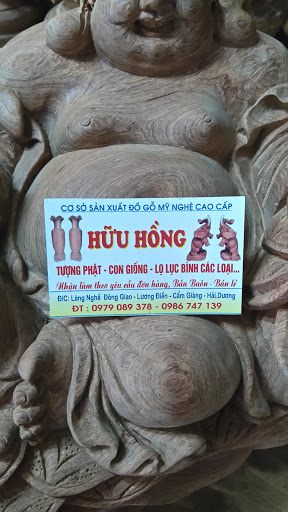 CƠ SỞ SẢN XUẤT ĐỒ GỖ MỸ NGHỆ CAO CẤP
HỮU HỒNG
TƯỢNG PHẬT - CON GIỐNG - LỌ LỤC BÌNH CÁC LOẠI...
Nhận làm theo yêu cầu đơn hàng, Bán Buôn - Bán lẻ
Đ/C: Làng Nghề Đông Giao - Lương Điền - Cẩm Giàng - Hải Dương
ĐT : 0979 089 378 - 0986 747 139